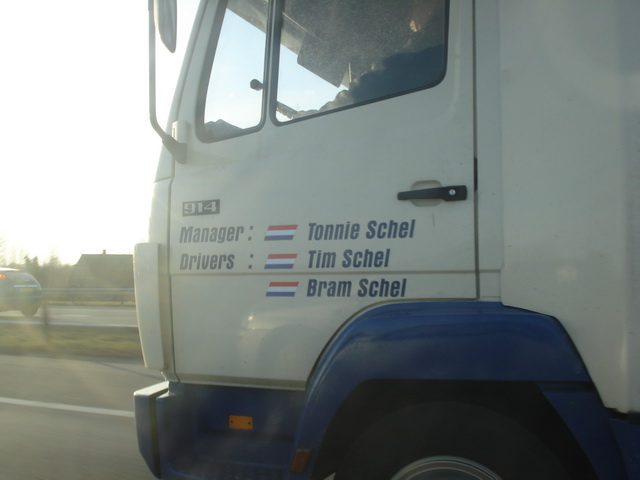 914
Manager : Tonnie Schel
Drivers : Tim Schel
Bram Schel